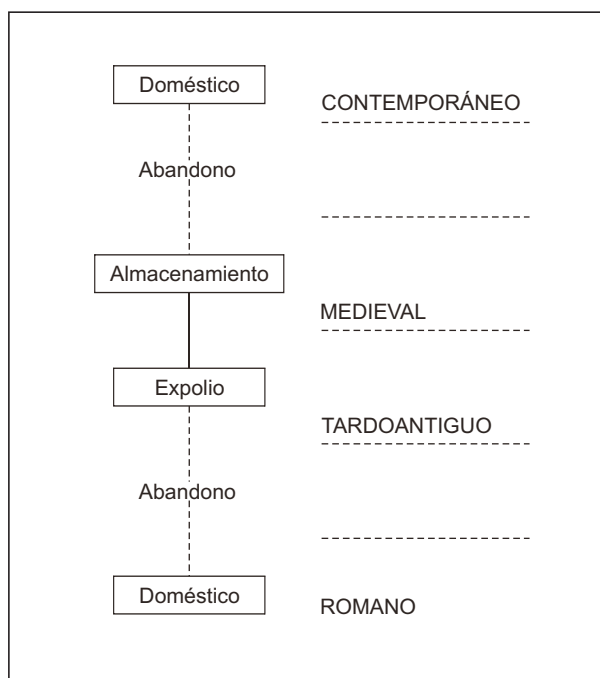 Doméstico
CONTEMPORÁNEO
Abandono
Almacenamiento
MEDIEVAL
Expolio
TARDOANTIGUO
Abandono
Doméstico
ROMANO